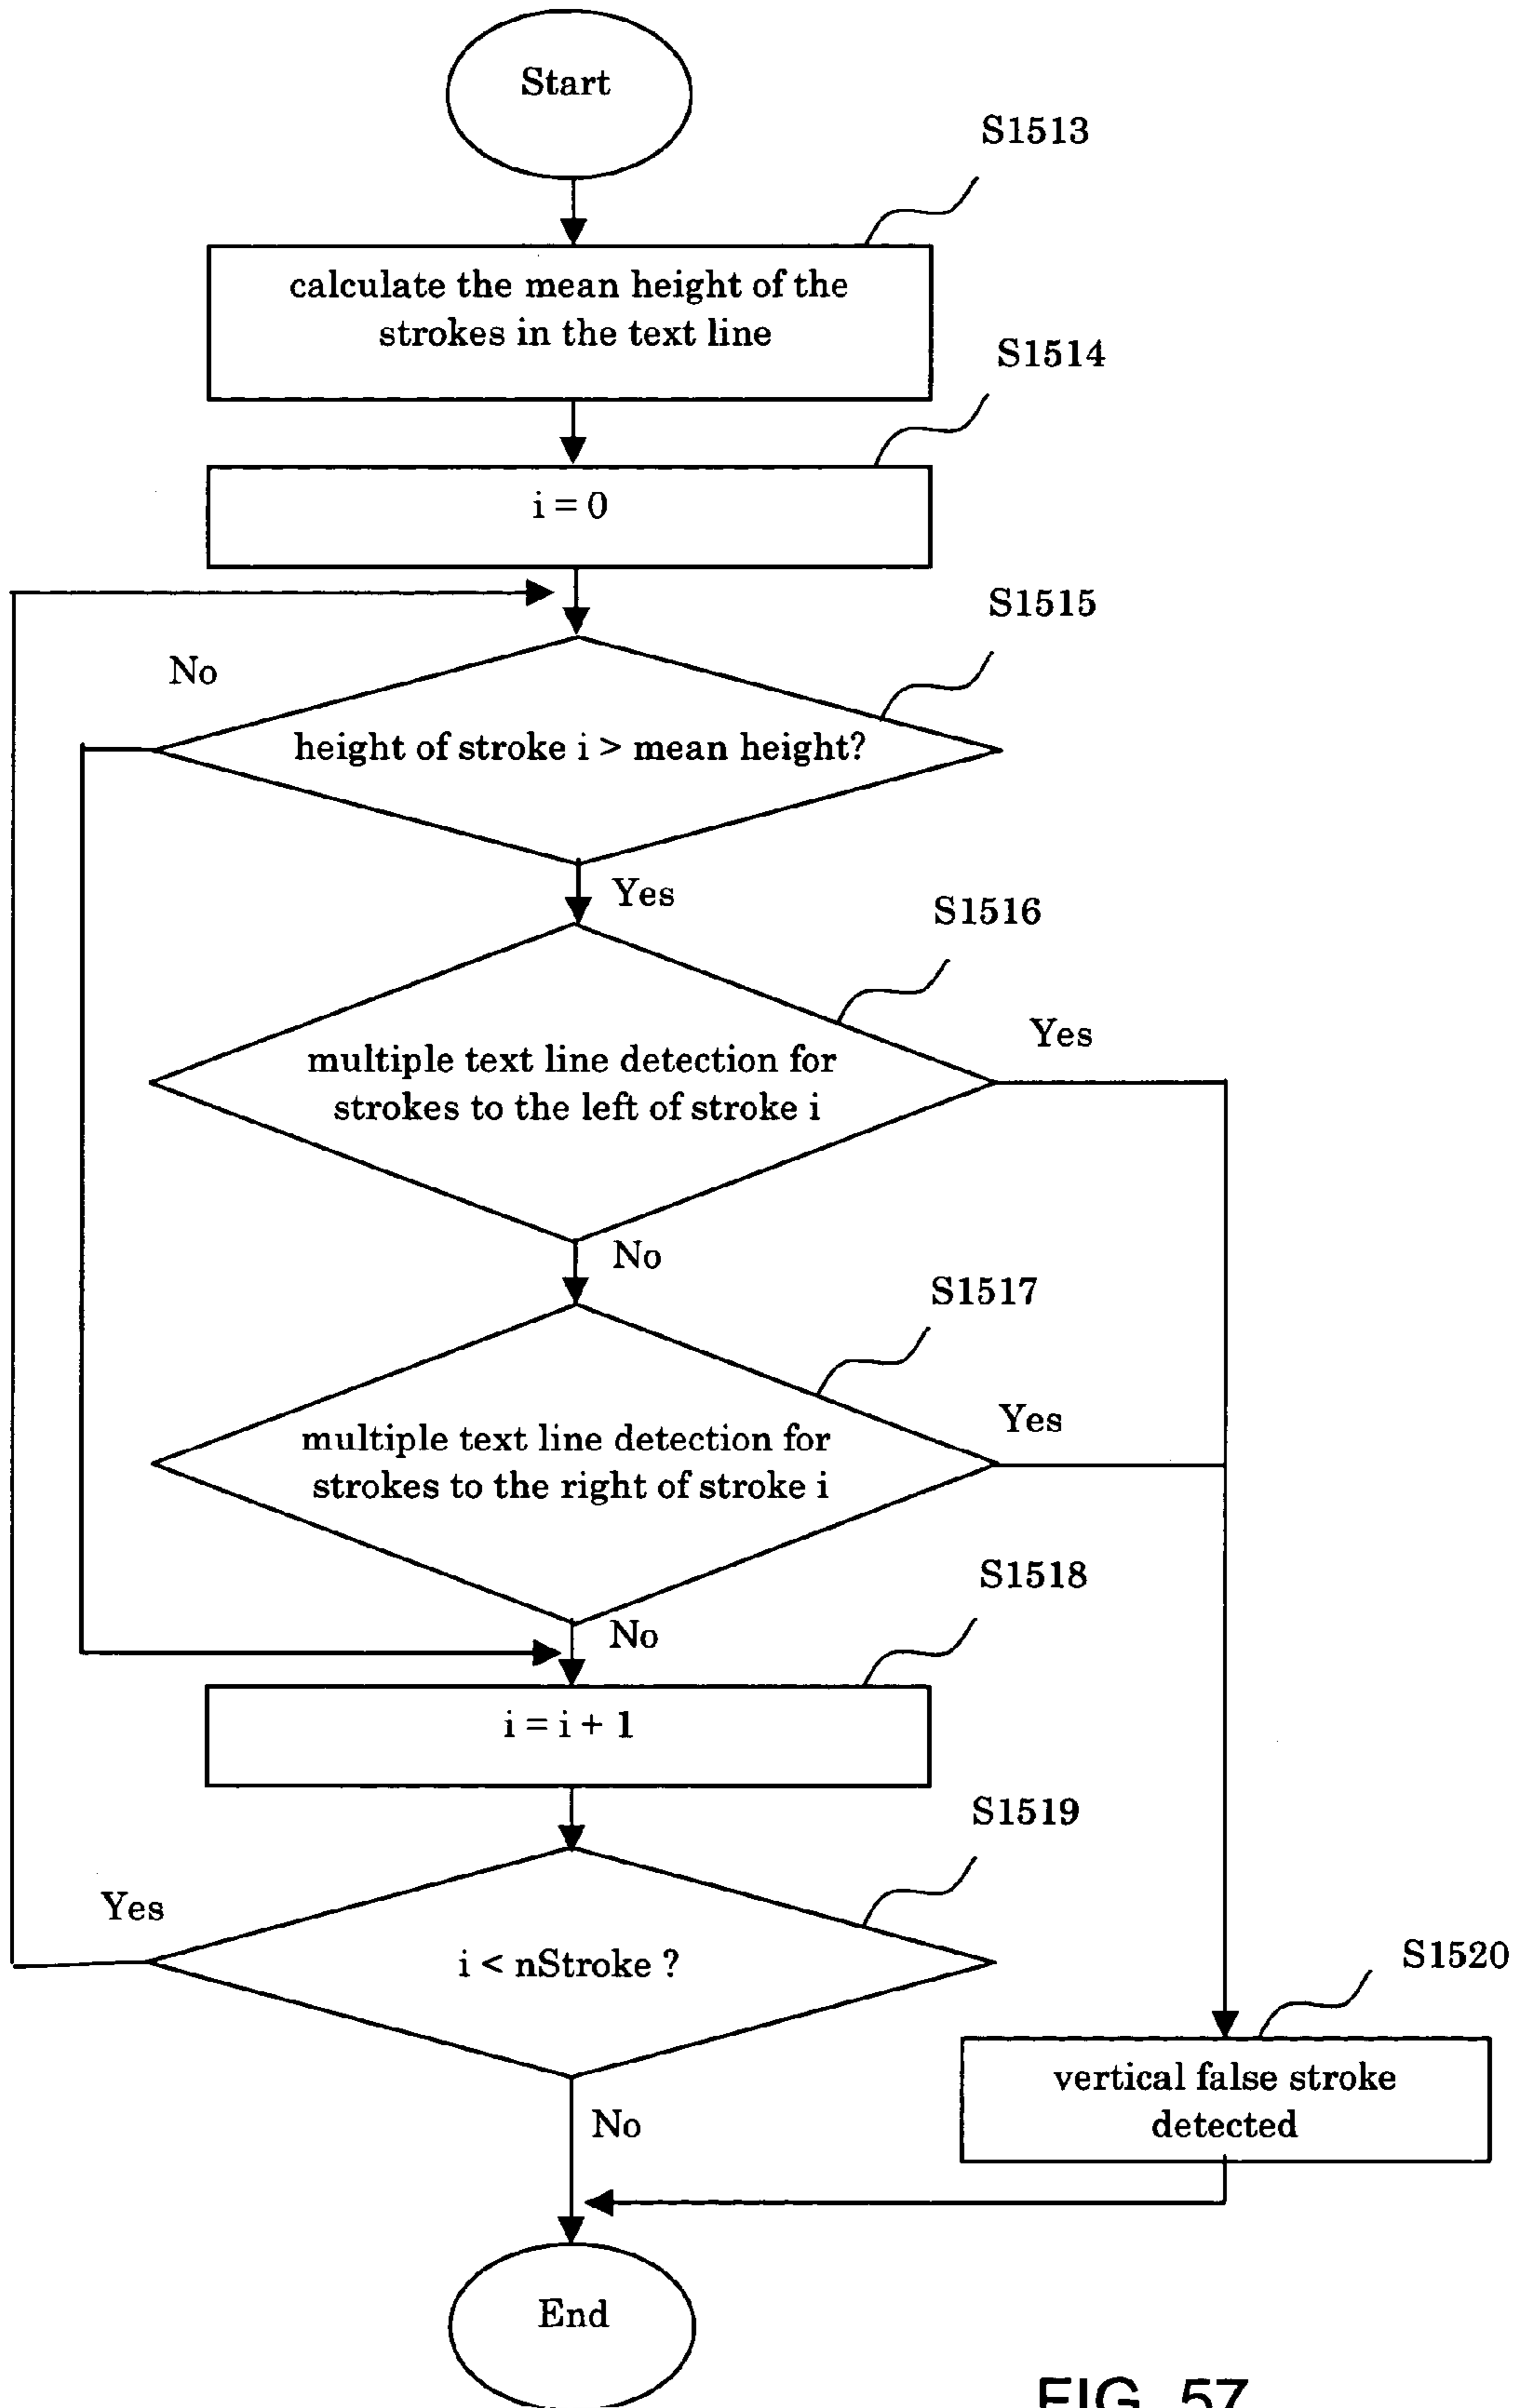 Start
S1513
calculate the mean height of the
strokes in the text line
S1514
i = 0
S1515
No
height of stroke i > mean height?
Yes
S1516
Yes
multiple text line detection for
strokes to the left of stroke i
No
S1517
Yes
multiple text line detection for
strokes to the right of stroke i
S1518
No
i = i + 1
S1519
Yes
i < nStroke ?
S1520
vertical false stroke
detected
No
End
FIG. 57